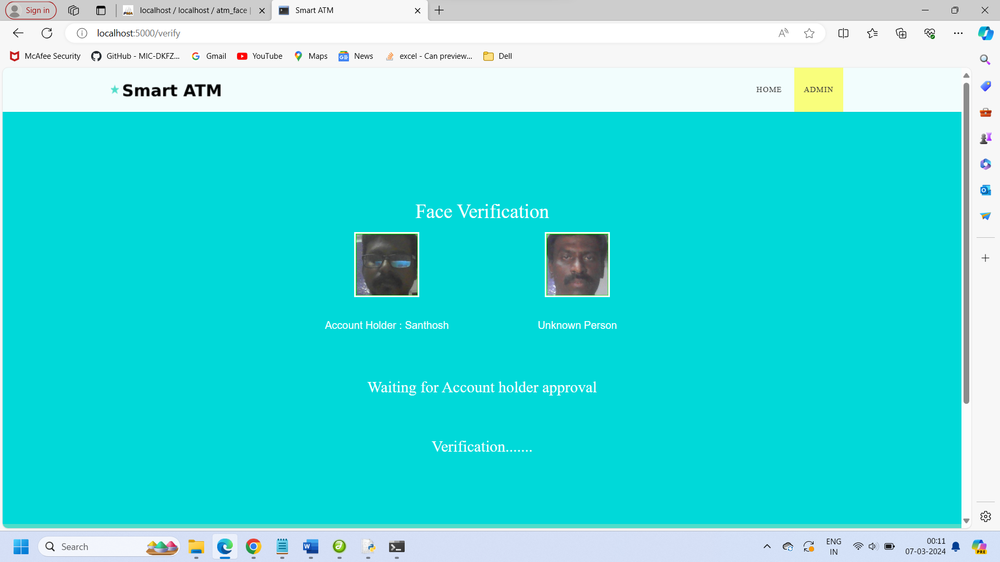 Sign in
localhost / localhost / atm_face |
Smart ATM
localhost:5000/verify
McAfee Security
GitHub - MIC-DKFZ...
Gmail
YouTube
Maps
News
excel - Can preview...
Dell
Smart ATM
HOME
ADMIN
Face Verification
Account Holder : Santhosh
Unknown Person
Waiting for Account holder approval
Verification.......
Search
ENG
IN
00:11
07-03-2024
PRE